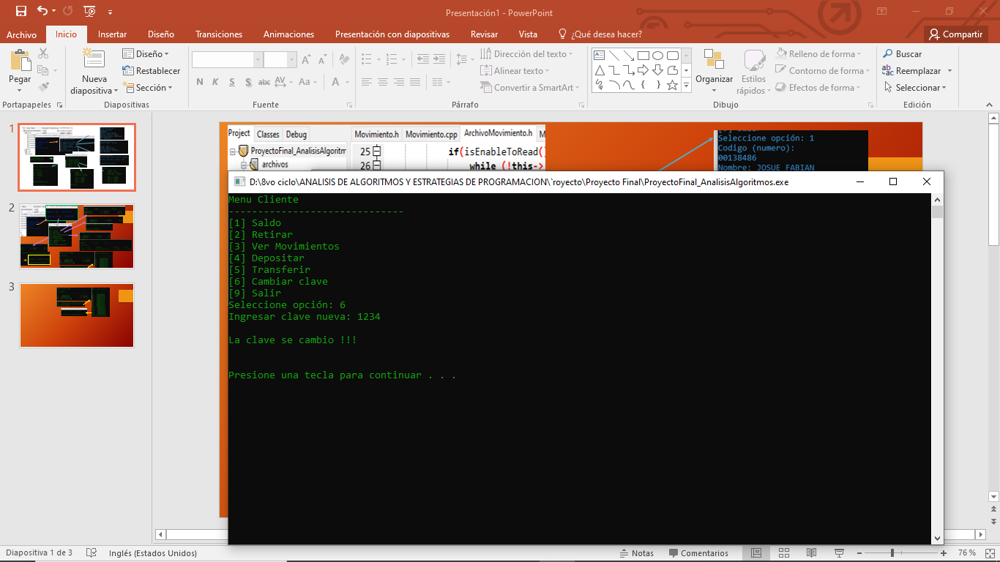 Presentación1 - PowerPoint
Archivo Inicio Insertar Diseño Transiciones Animaciones Presentación con diapositivas Revisar Vista ¿Qué desea hacer? Compartir
Pegar
Nueva diapositiva
Diseño
Restablecer
Sección
N K S S abc AV Aa A
Dirección del texto
Alinear texto
Convertir a SmartArt
Organizar
Estilos rápidos
Relleno de forma
Contorno de forma
Efectos de forma
Buscar
Reemplazar
Seleccionar
Portapapeles Diapositivas Fuente Párrafo Dibujo Edición
1
2
3
Project Classes Debug
Movimiento.h Movimiento.cpp ArchivoMovimiento.h M
ProyectoFinal_AnalisisAlgoritm
archivos
25 if(isEnableToRead()
26 while (!this->
Seleccione opción: 1
Codigo (numero):
00138486
Nombre: JOSUE FABIAN
D:\8vo ciclo\ANALISIS DE ALGORITMOS Y ESTRATEGIAS DE PROGRAMACION\`royecto\Proyecto Final\ProyectoFinal_AnalisisAlgoritmos.exe
Menu Cliente
------------------------------
[1] Saldo
[2] Retirar
[3] Ver Movimientos
[4] Depositar
[5] Transferir
[6] Cambiar clave
[9] Salir
Seleccione opción: 6
Ingresar clave nueva: 1234
La clave se cambio !!!
Presione una tecla para continuar . . .
Diapositiva 1 de 3 Inglés (Estados Unidos) Notas Comentarios 76 %